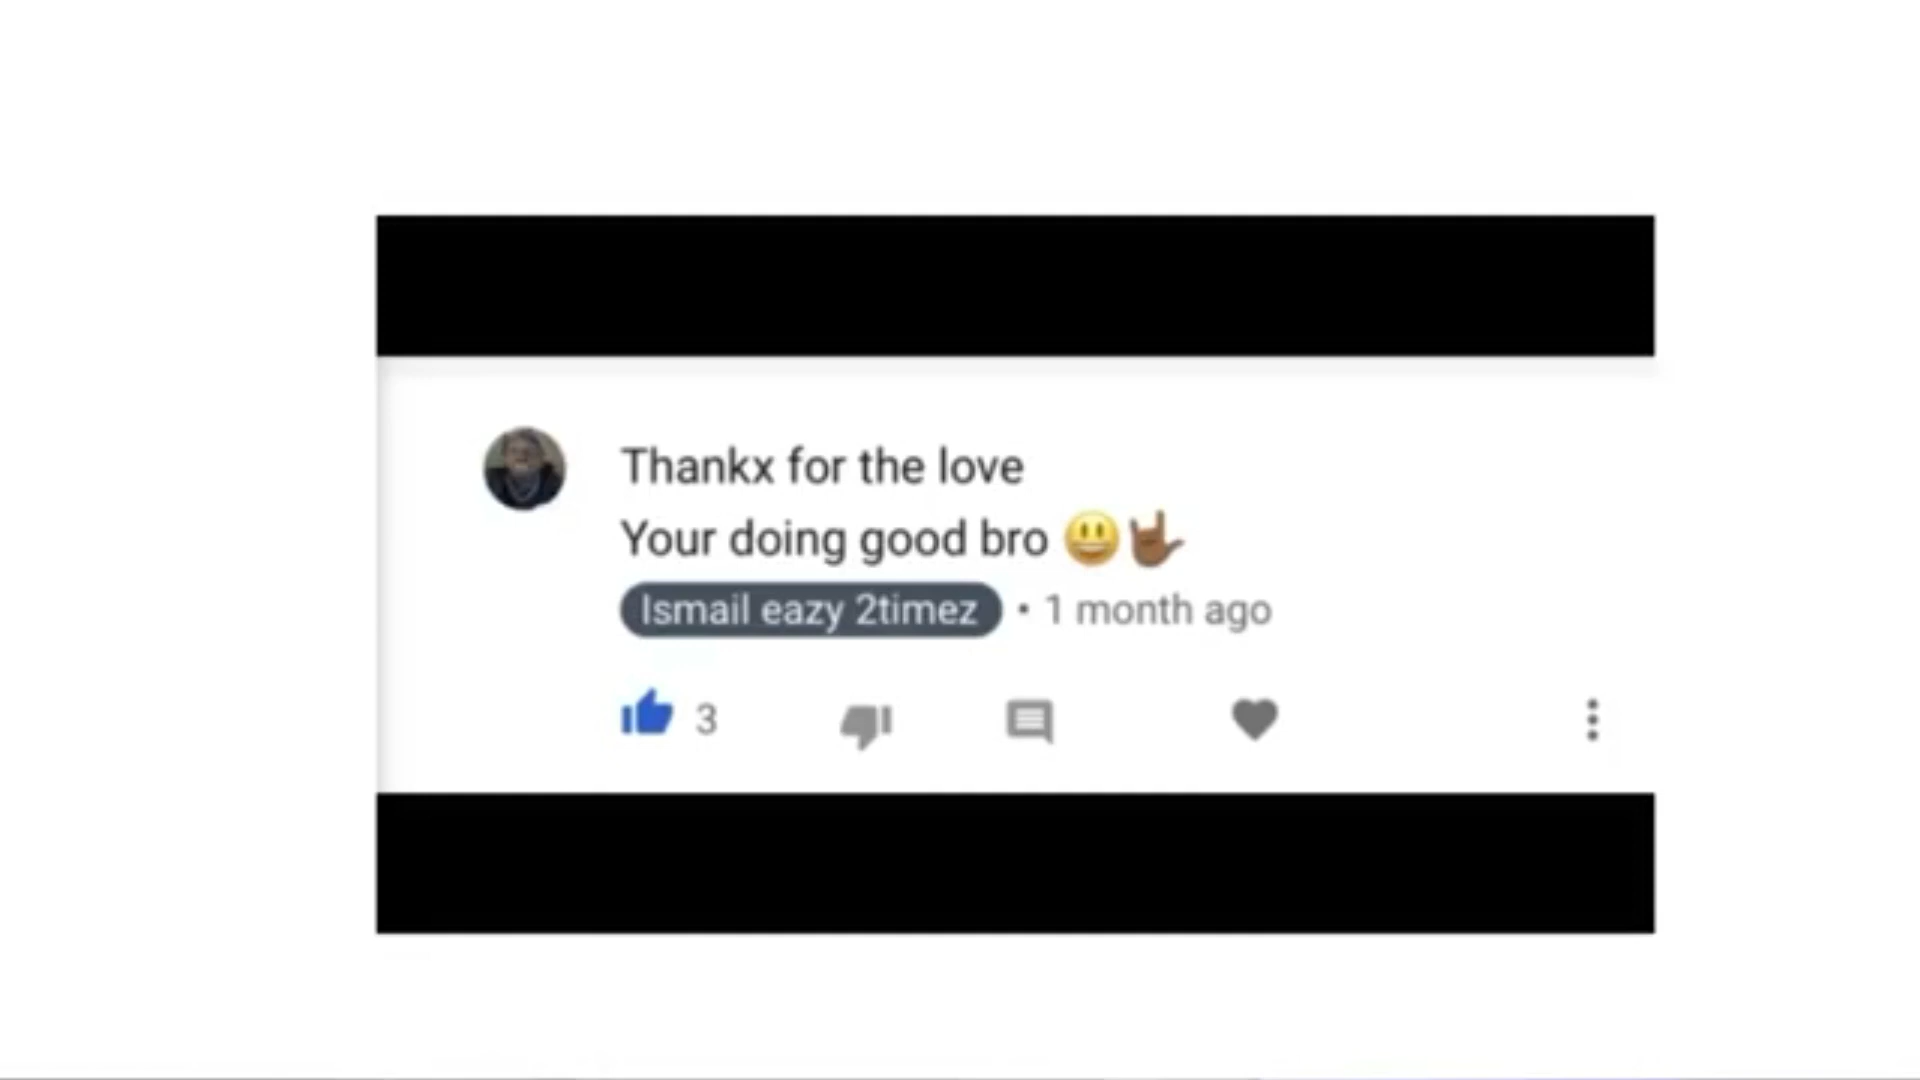 Thankx for the love
Your doing good bro 😃🤟🏾
Ismail eazy 2timez • 1 month ago
3